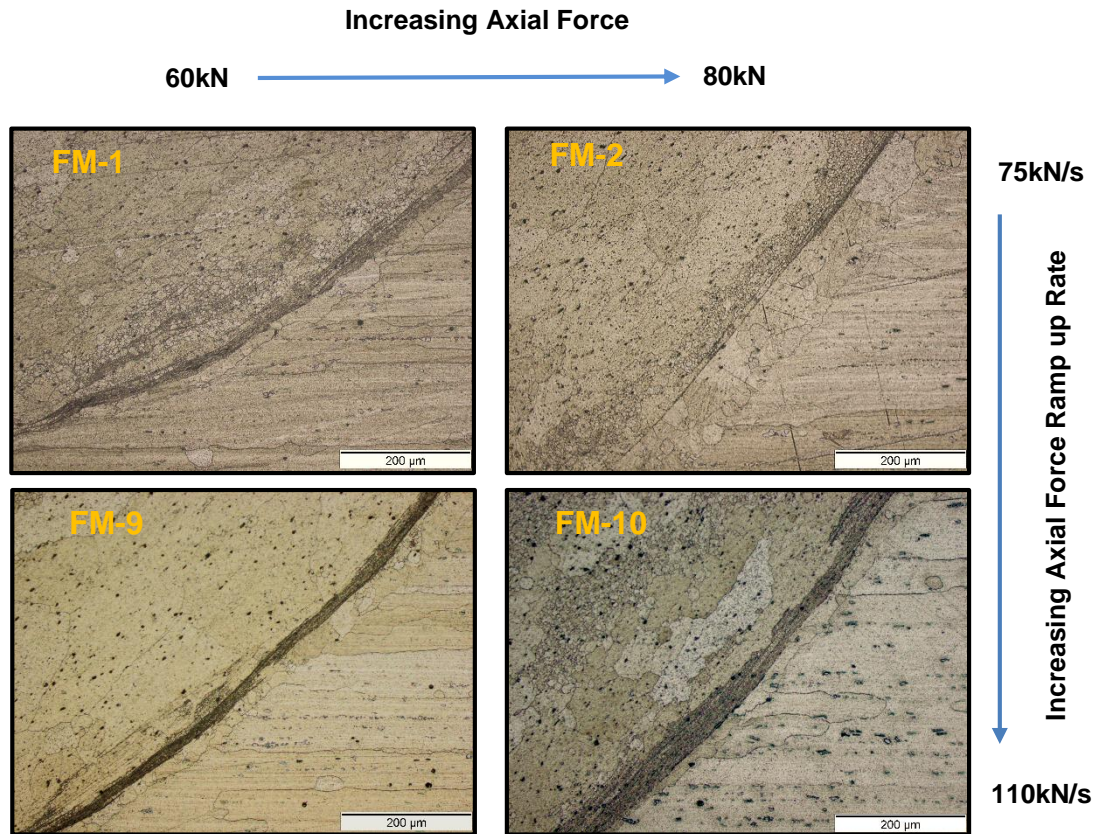 Increasing Axial Force
60kN
80kN
FM-1
FM-2
75kN/s
200 µm
200 µm
Increasing Axial Force Ramp up Rate
FM-9
FM-10
200 µm
200 µm
110kN/s